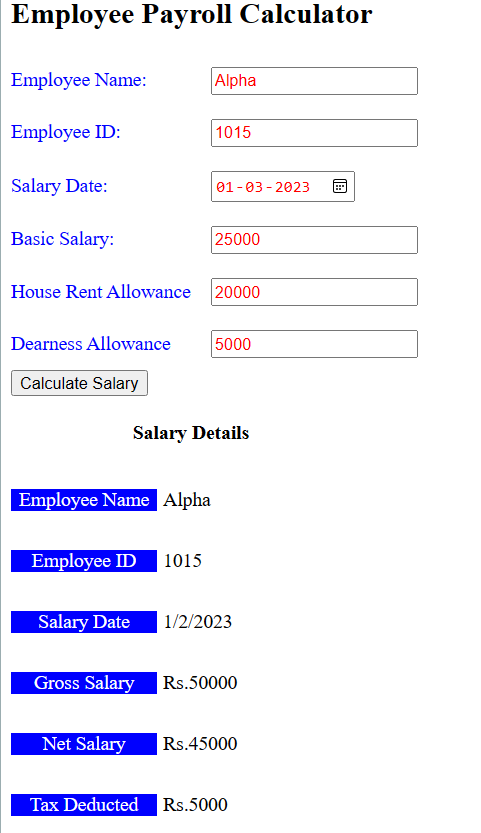 Employee Payroll Calculator
Employee Name: Alpha
Employee ID: 1015
Salary Date: 01-03-2023
Basic Salary: 25000
House Rent Allowance 20000
Dearness Allowance 5000
Calculate Salary
Salary Details
Employee Name Alpha
Employee ID 1015
Salary Date 1/2/2023
Gross Salary Rs.50000
Net Salary Rs.45000
Tax Deducted Rs.5000